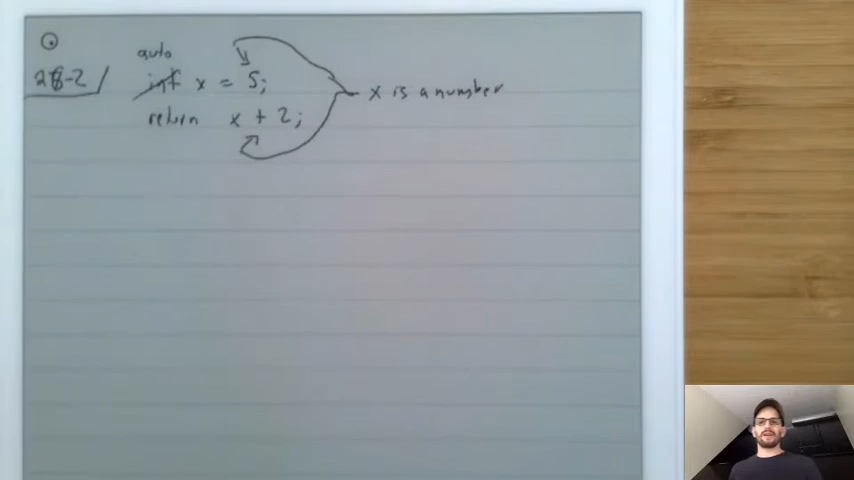 auto
int x = 5;
return x + 2;
x is a number